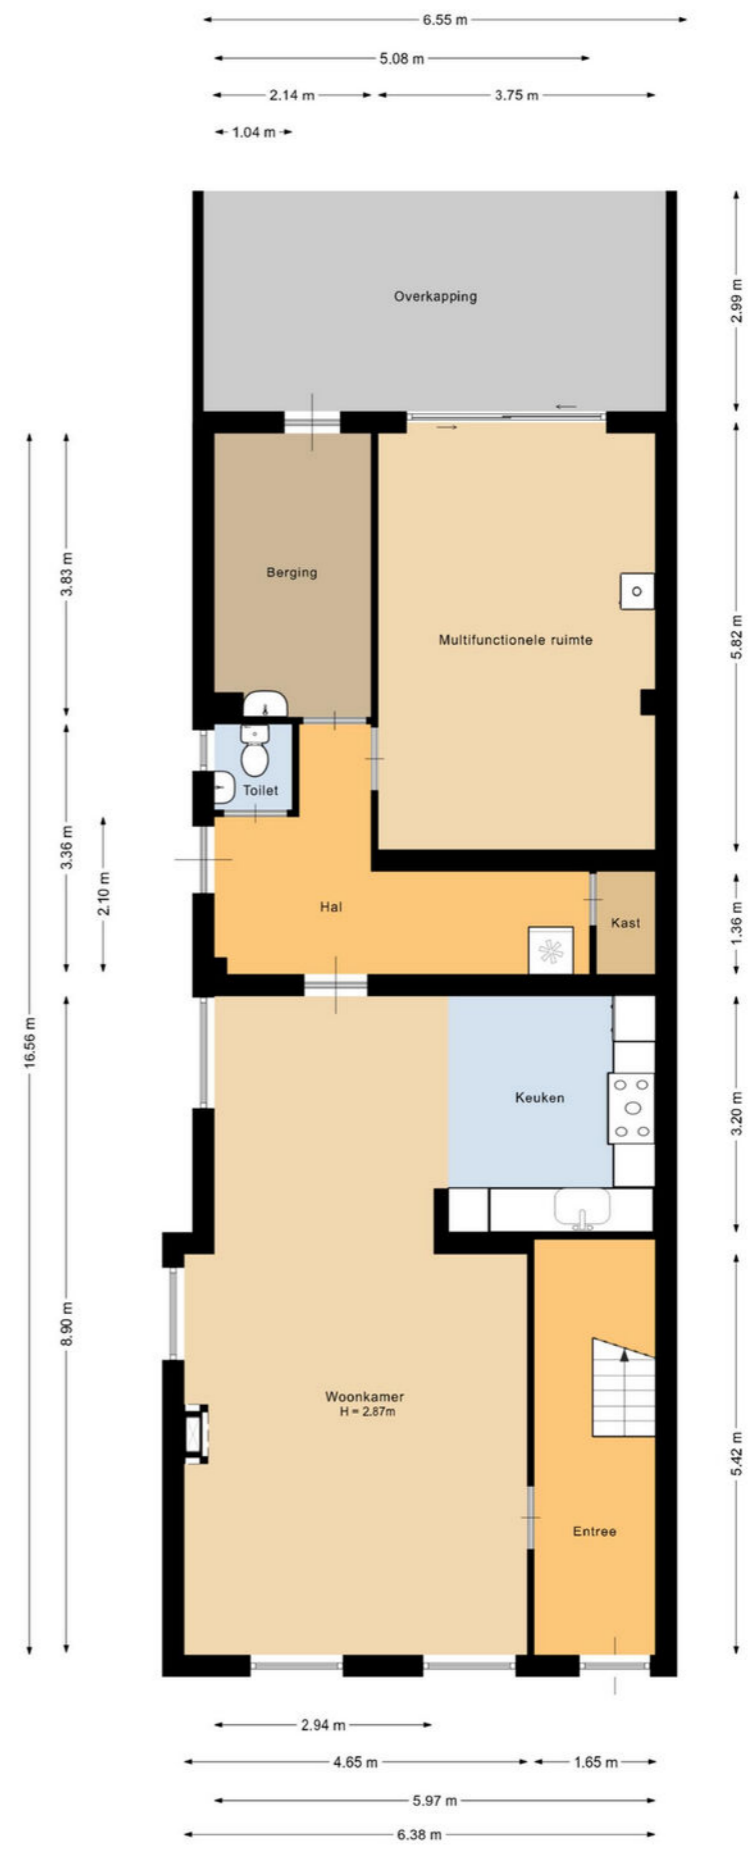 6.55 m
5.08 m
2.14 m
3.75 m
1.04 m
2.99 m
Overkapping
3.83 m
Berging
5.82 m
Multifunctionele ruimte
Toilet
3.36 m
2.10 m
Hal
Kast
1.36 m
16.56 m
Keuken
3.20 m
8.90 m
Woonkamer
H = 2.87m
5.42 m
Entree
2.94 m
4.65 m
1.65 m
5.97 m
6.38 m